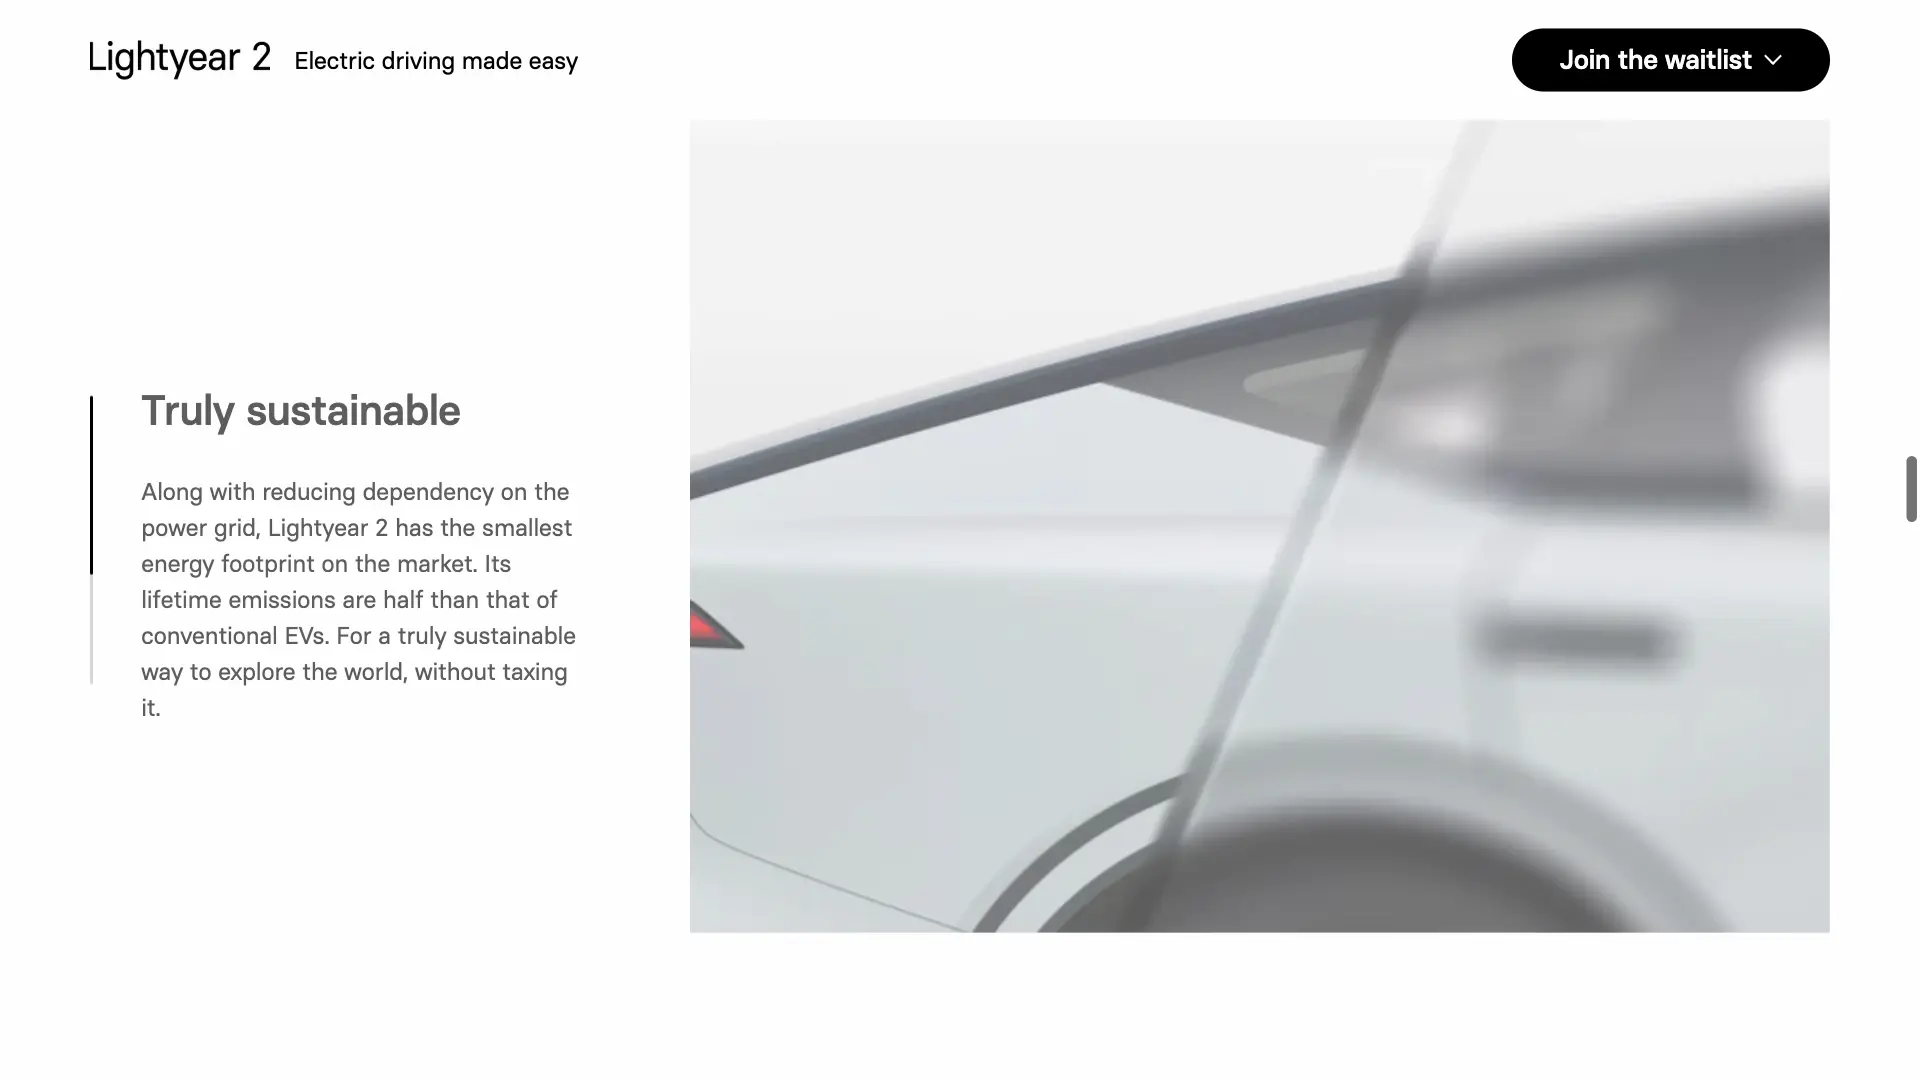 Lightyear 2 Electric driving made easy
Join the waitlist
Truly sustainable
Along with reducing dependency on the
power grid, Lightyear 2 has the smallest
energy footprint on the market. Its
lifetime emissions are half than that of
conventional EVs. For a truly sustainable
way to explore the world, without taxing
it.